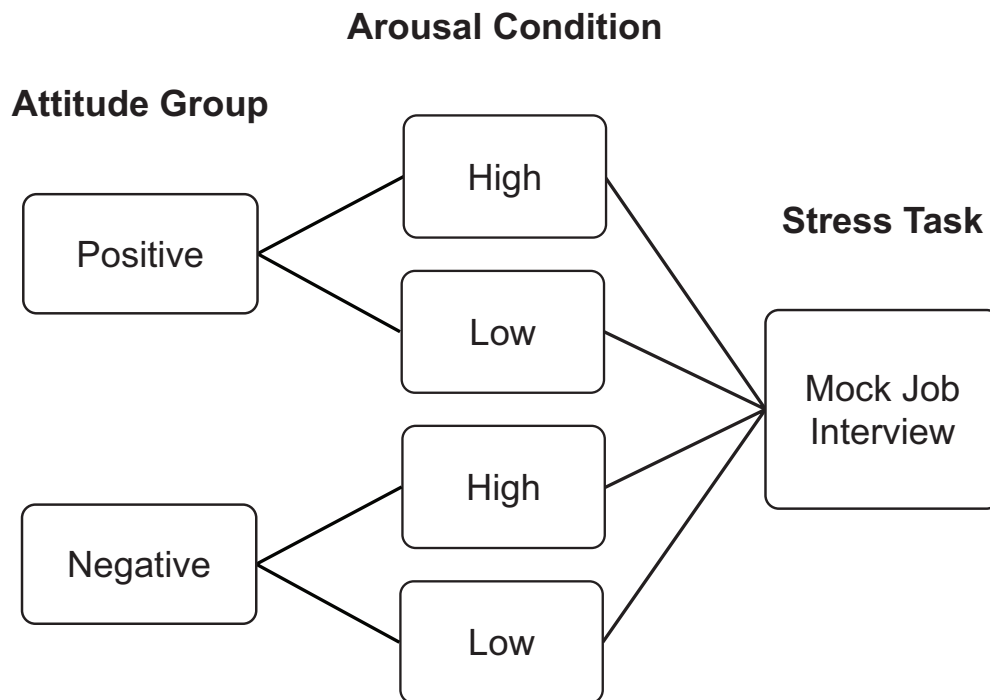 Arousal Condition
Attitude Group
High
Positive
Stress Task
Low
Mock Job
Interview
High
Negative
Low